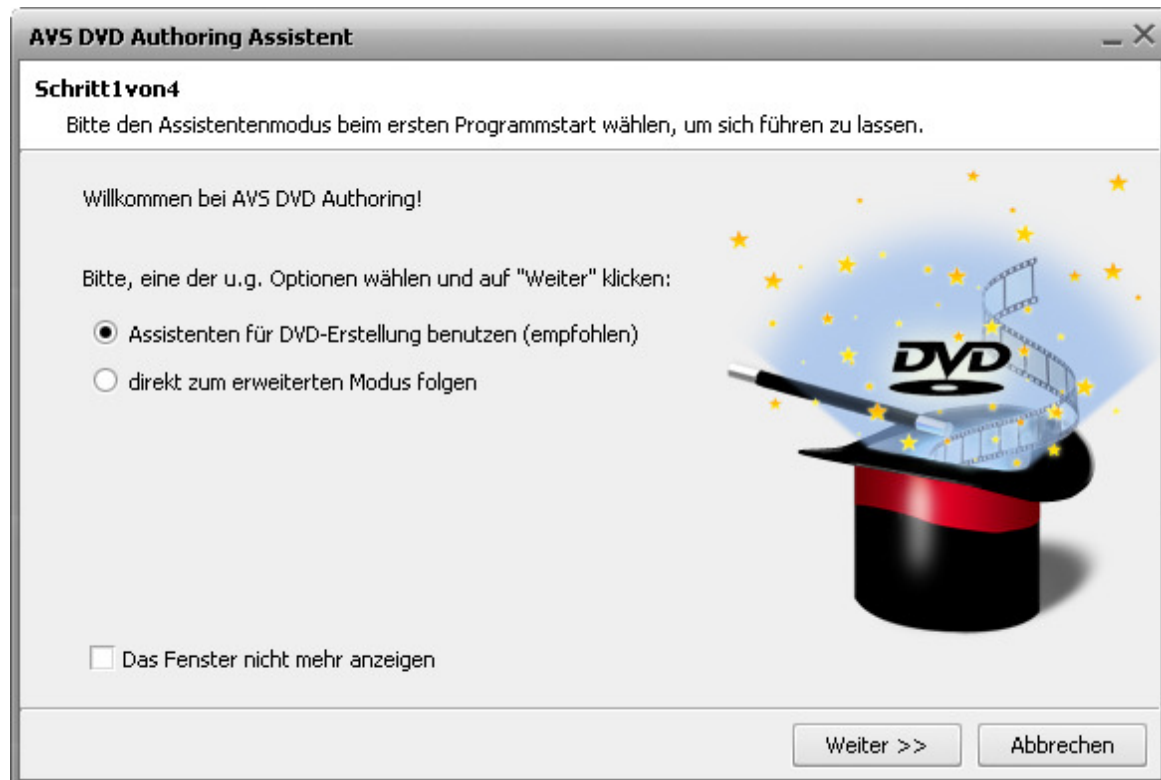 AVS DVD Authoring Assistent
Schritt1von4
Bitte den Assistentenmodus beim ersten Programmstart wählen, um sich führen zu lassen.
Willkommen bei AVS DVD Authoring!
Bitte, eine der u.g. Optionen wählen und auf "Weiter" klicken:
Assistenten für DVD-Erstellung benutzen (empfohlen)
direkt zum erweiterten Modus folgen
DVD
Das Fenster nicht mehr anzeigen
Weiter >>
Abbrechen